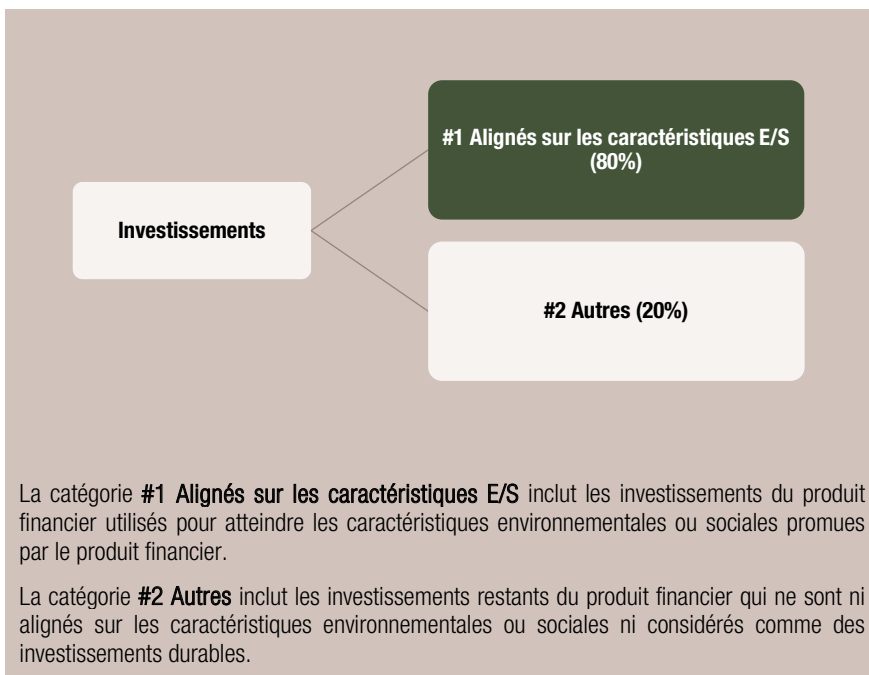 #1 Alignés sur les caractéristiques E/S
(80%)
Investissements
#2 Autres (20%)
La catégorie #1 Alignés sur les caractéristiques E/S inclut les investissements du produit
financier utilisés pour atteindre les caractéristiques environnementales ou sociales promues
par le produit financier.
La catégorie #2 Autres inclut les investissements restants du produit financier qui ne sont ni
alignés sur les caractéristiques environnementales ou sociales ni considérés comme des
investissements durables.